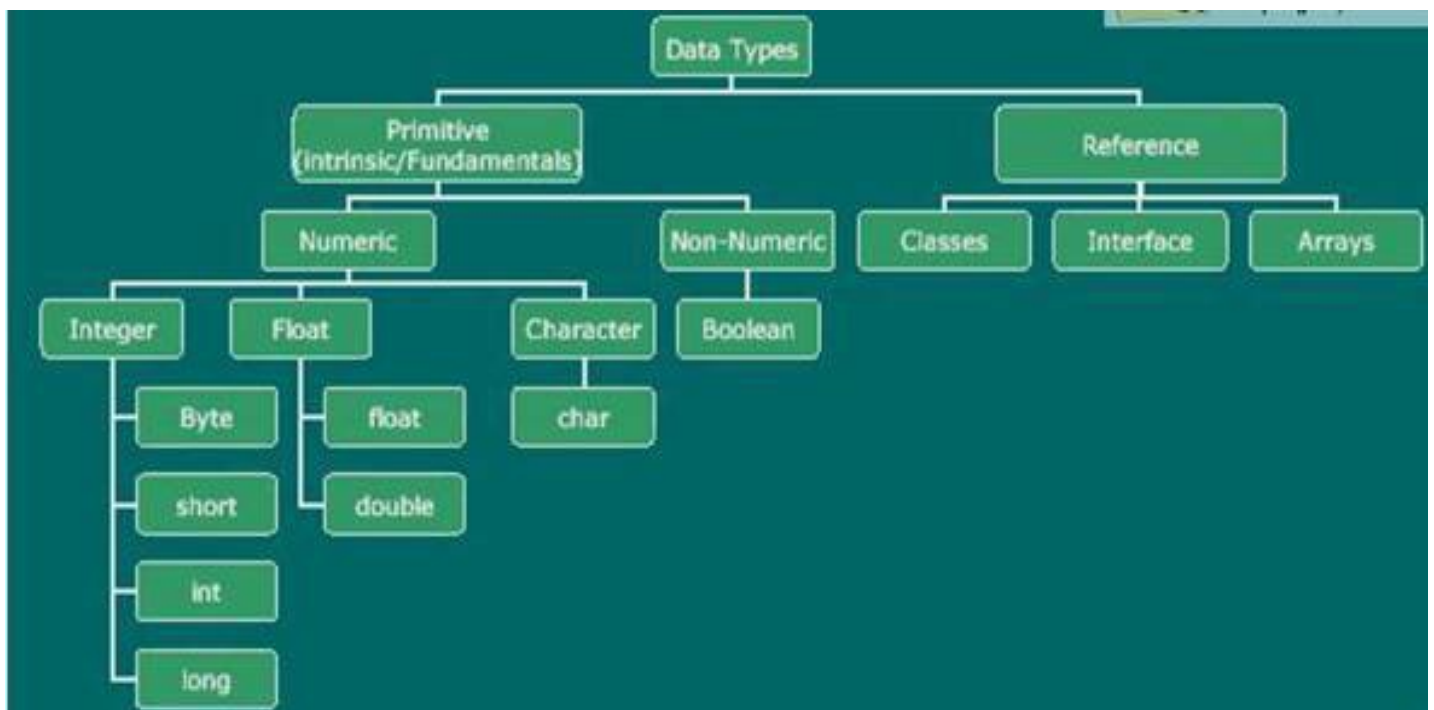 Data Types
Primitive
(intrinsic/Fundamentals)
Reference
Numeric
Non-Numeric
Classes
Interface
Arrays
Integer
Float
Character
Boolean
Byte
float
char
short
double
int
long